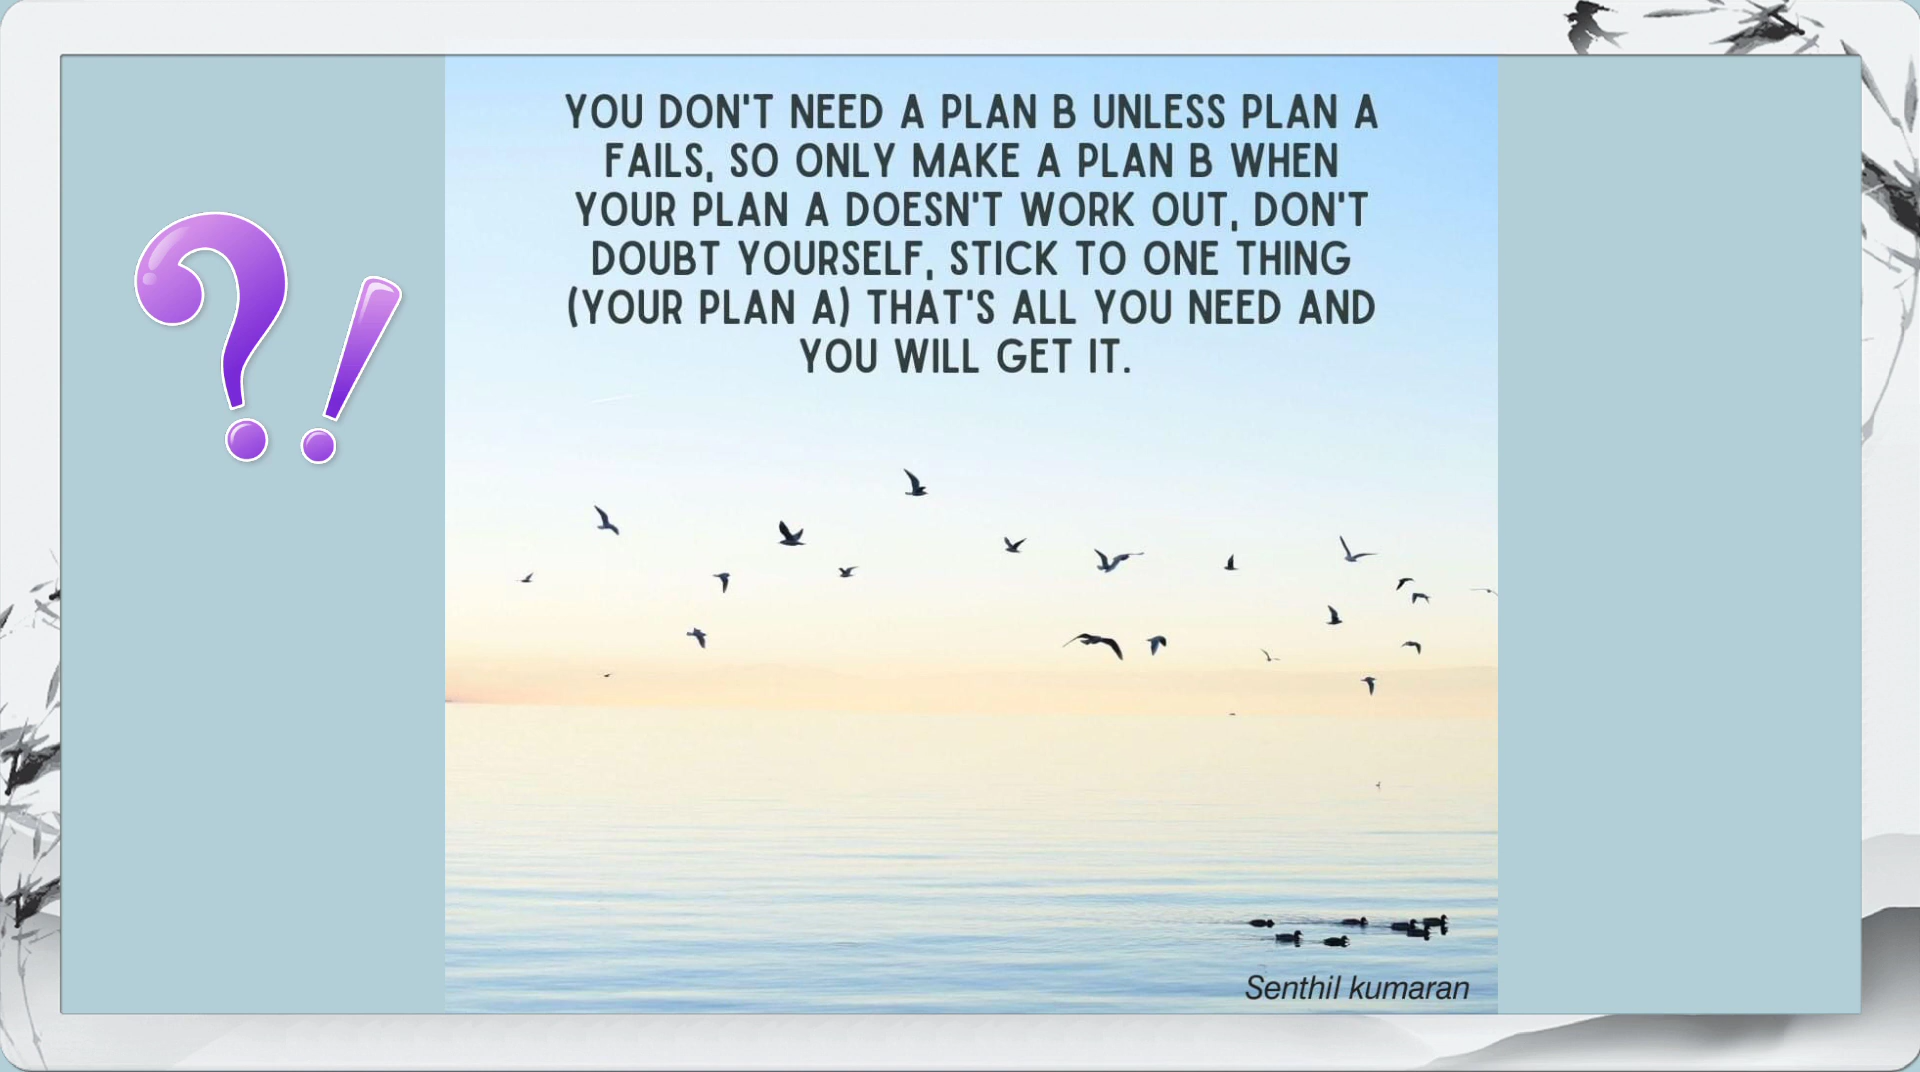 YOU DON'T NEED A PLAN B UNLESS PLAN A
FAILS, SO ONLY MAKE A PLAN B WHEN
YOUR PLAN A DOESN'T WORK OUT, DON'T
DOUBT YOURSELF, STICK TO ONE THING
(YOUR PLAN A) THAT'S ALL YOU NEED AND
YOU WILL GET IT.
?!
Senthil kumaran